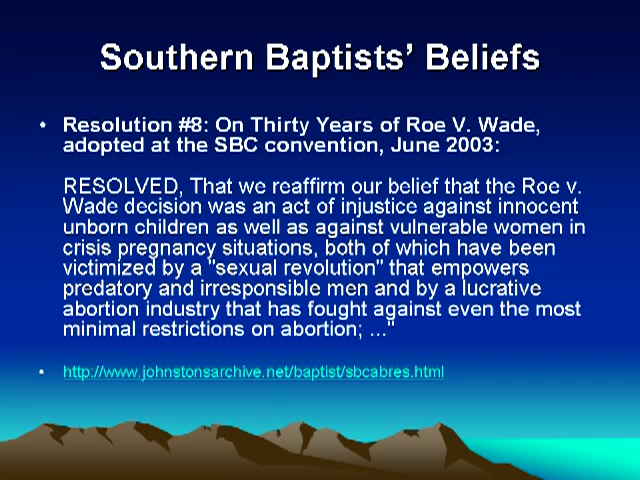 Southern Baptists' Beliefs
• Resolution #8: On Thirty Years of Roe V. Wade,
adopted at the SBC convention, June 2003:
RESOLVED, That we reaffirm our belief that the Roe v.
Wade decision was an act of injustice against innocent
unborn children as well as against vulnerable women in
crisis pregnancy situations, both of which have been
victimized by a "sexual revolution" that empowers
predatory and irresponsible men and by a lucrative
abortion industry that has fought against even the most
minimal restrictions on abortion; ..."
• http://www.johnstonsarchive.net/baptist/sbcabres.html